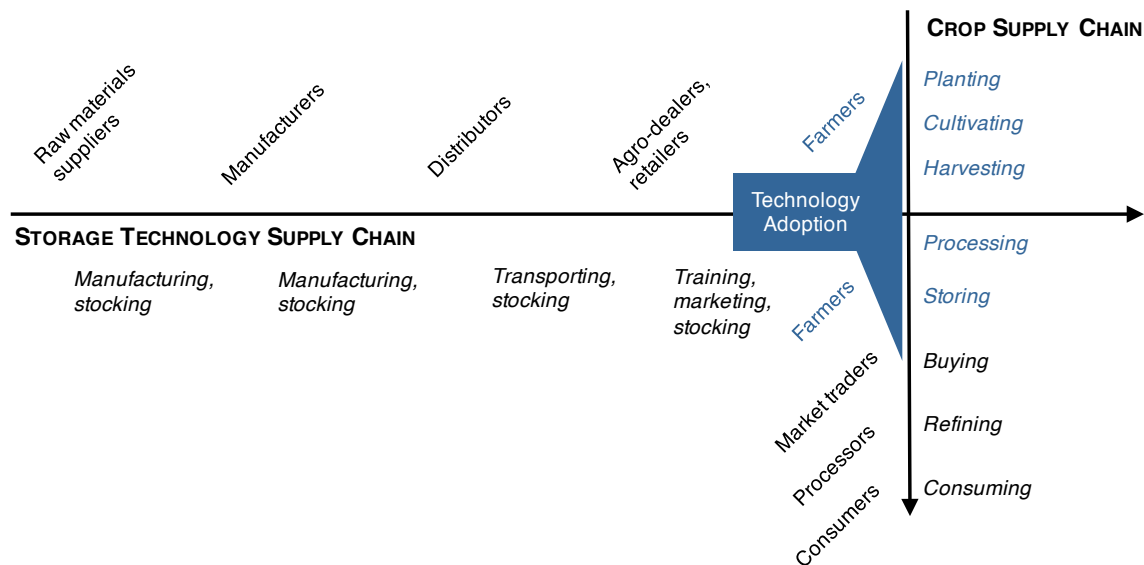 CROP SUPPLY CHAIN
Raw materials
suppliers
Manufacturers
Distributors
Agro-dealers,
retailers
Farmers
Planting
Cultivating
Harvesting
Technology
Adoption
STORAGE TECHNOLOGY SUPPLY CHAIN
Manufacturing,
stocking
Manufacturing,
stocking
Transporting,
stocking
Training,
marketing,
stocking
Farmers
Market traders
Processors
Consumers
Processing
Storing
Buying
Refining
Consuming